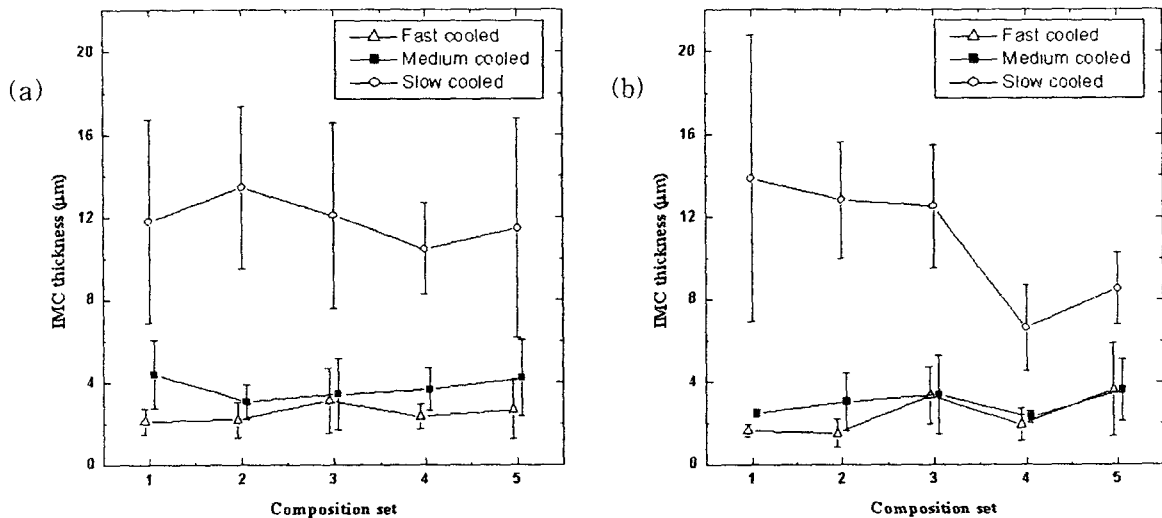 (a)
Fast cooled
Medium cooled
Slow cooled
20
16
12
8
4
0
IMC thickness (μm)
1 2 3 4 5
Composition set
(b)
Fast cooled
Medium cooled
Slow cooled
20
16
12
8
4
0
IMC thickness (μm)
1 2 3 4 5
Composition set